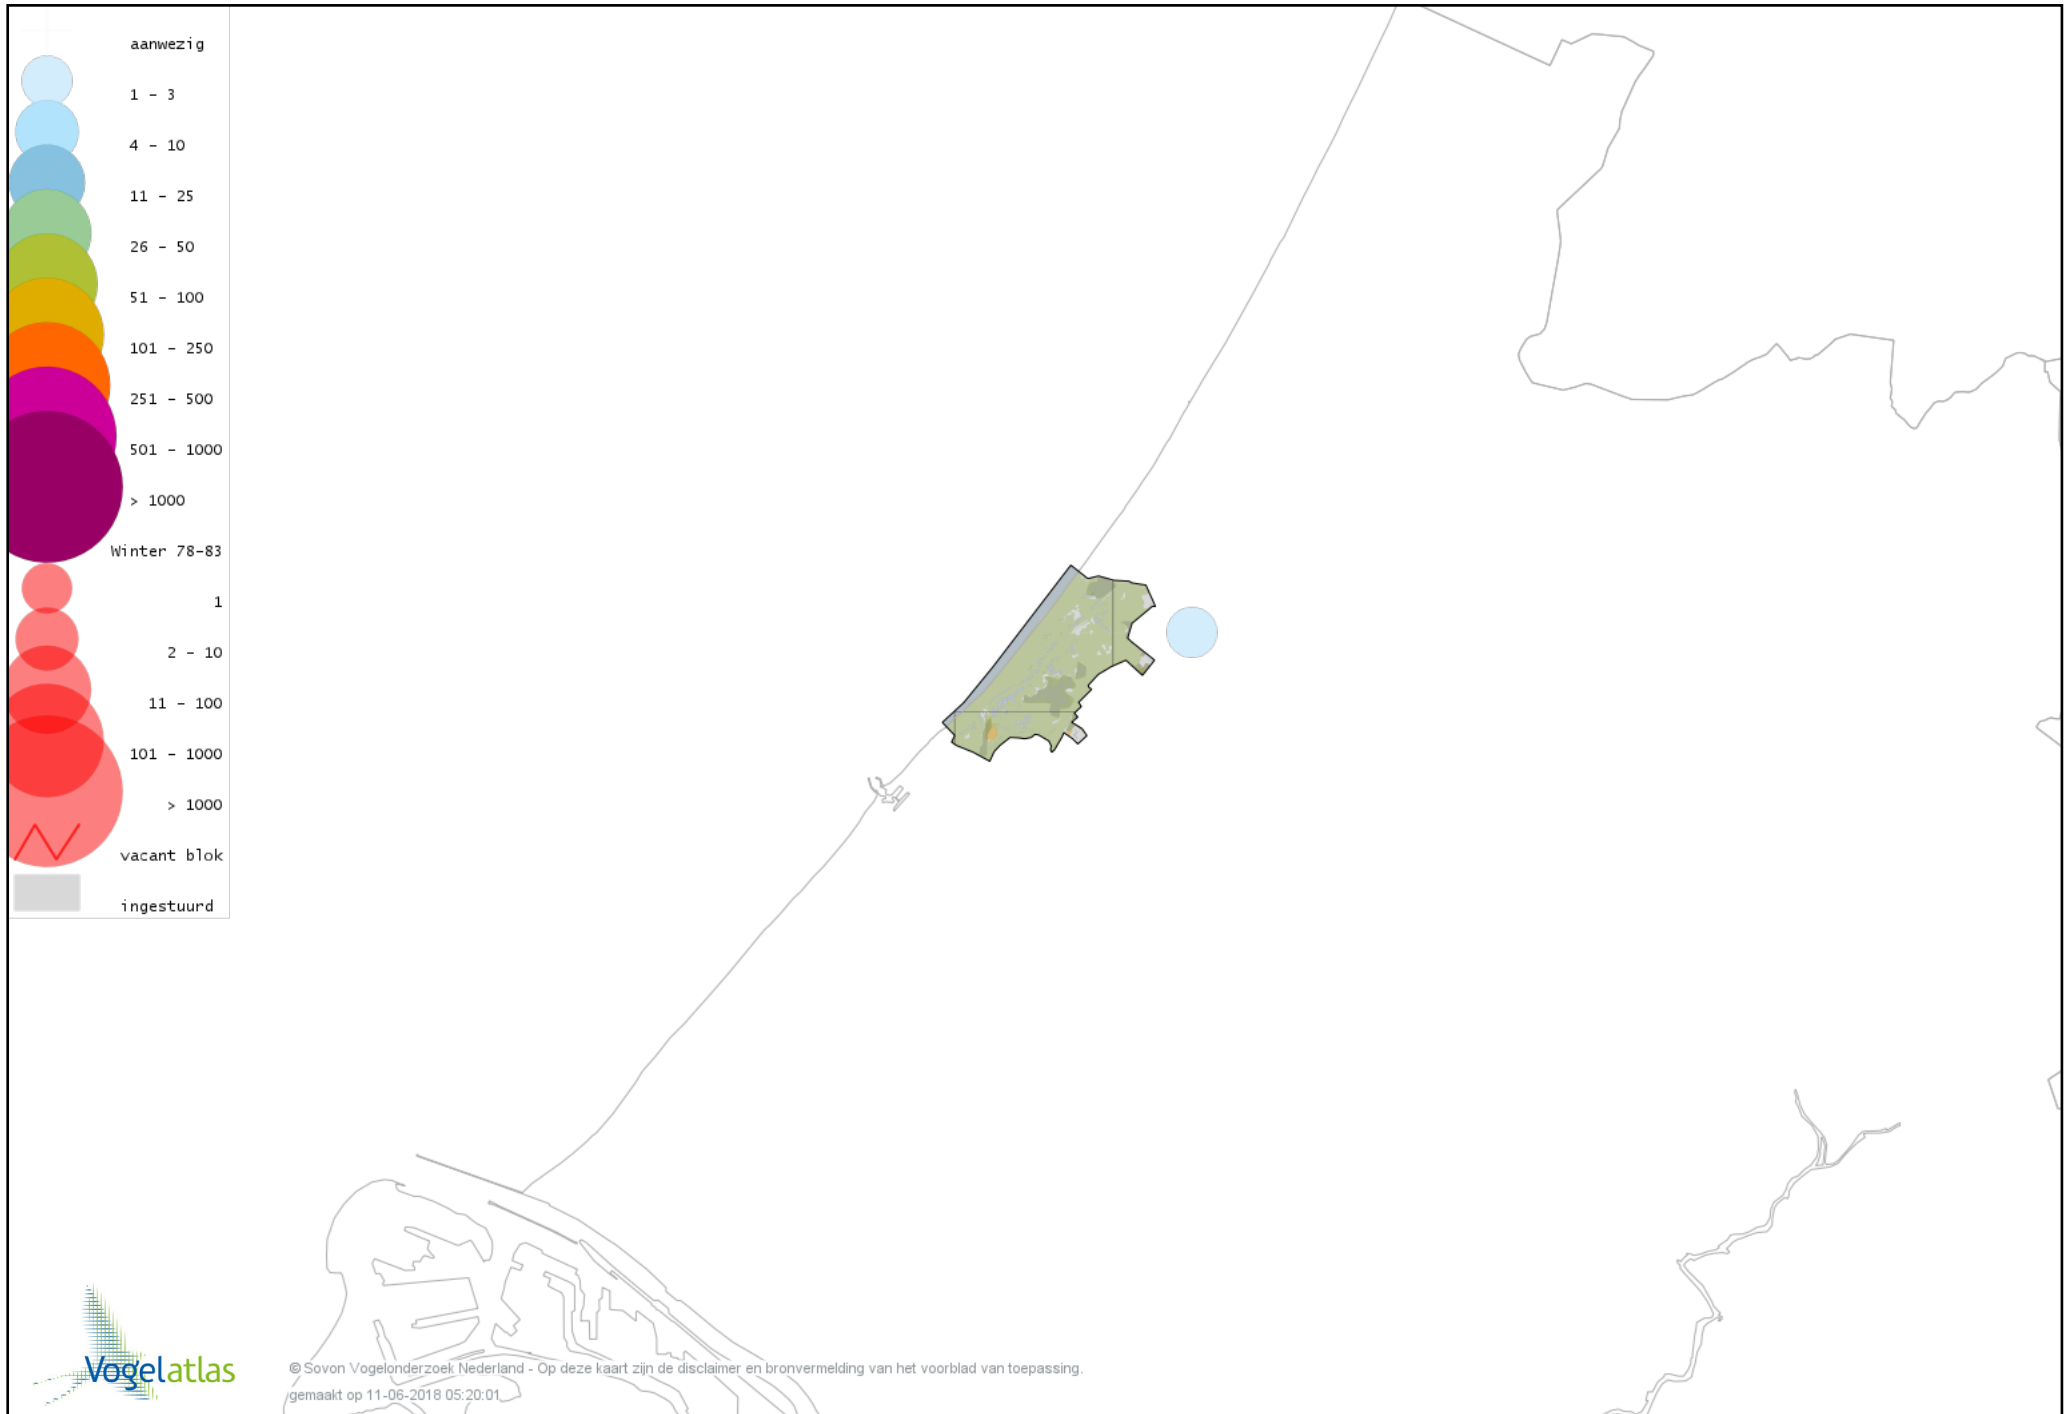 aanwezig
1 - 3
4 - 10
11 - 25
26 - 50
51 - 100
101 - 250
251 - 500
501 - 1000
> 1000
Winter 78-83
1
2 - 10
11 - 100
101 - 1000
> 1000
vacant blok
ingestuurd
Vogelatlas
© Sovon Vogelonderzoek Nederland - Op deze kaart zijn de disclaimer en bronvermelding van het voorblad van toepassing.
gemaakt op 11-06-2018 05:20:01